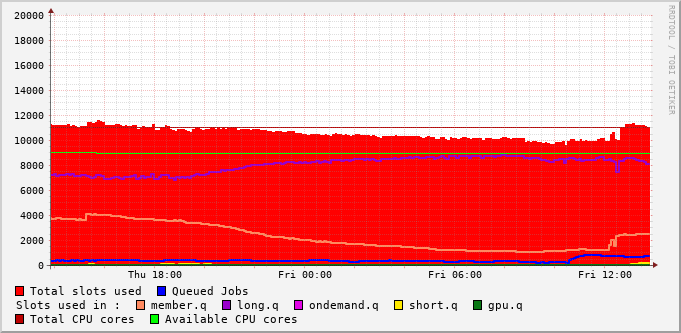 RRDTOOL / TOBI OETIKER
20000
18000
16000
14000
12000
10000
8000
6000
4000
2000
0
Thu 18:00 Fri 00:00 Fri 06:00 Fri 12:00
Total slots used Queued Jobs
Slots used in : member.q long.q ondemand.q short.q gpu.q
Total CPU cores Available CPU cores